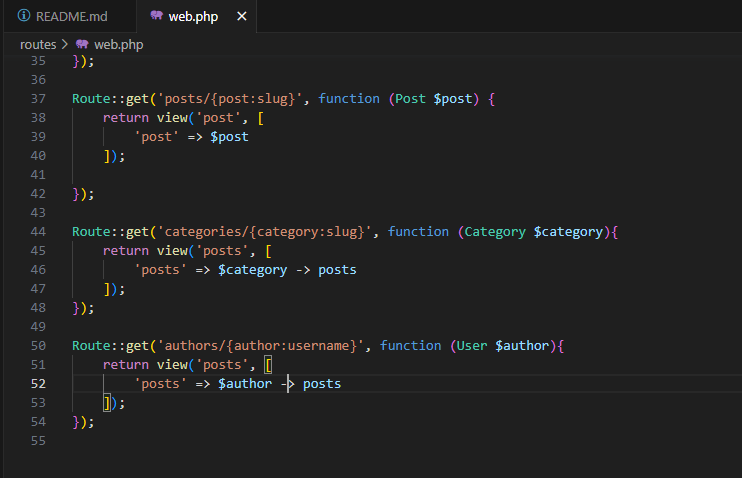 README.md web.php
routes > web.php
35 });
36
37 Route::get('posts/{post:slug}', function (Post $post) {
38     return view('post', [
39         'post' => $post
40     ]);
41
42 });
43
44 Route::get('categories/{category:slug}', function (Category $category){
45     return view('posts', [
46         'posts' => $category -> posts
47     ]);
48 });
49
50 Route::get('authors/{author:username}', function (User $author){
51     return view('posts', [
52         'posts' => $author -> posts
53     ]);
54 });
55